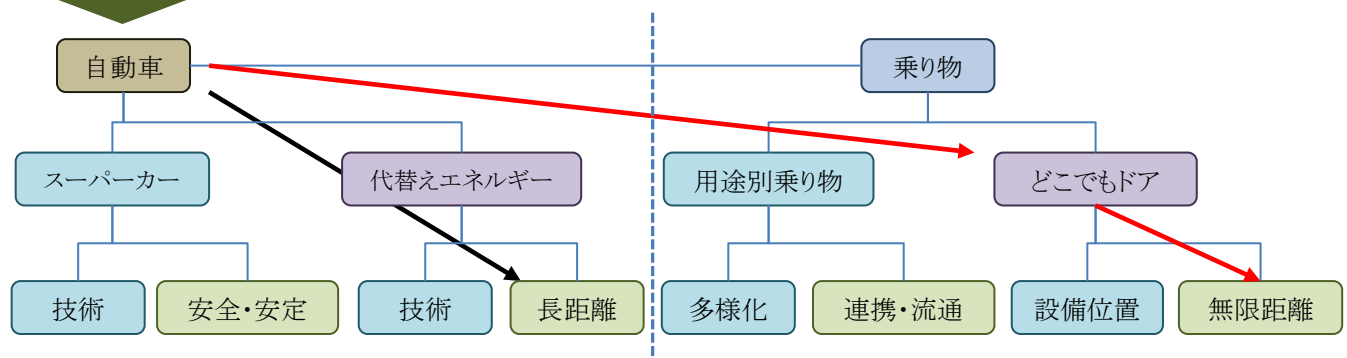 自動車
乗り物
スーパーカー
代替えエネルギー
用途別乗り物
どこでもドア
技術
安全・安定
技術
長距離
多様化
連携・流通
設備位置
無限距離